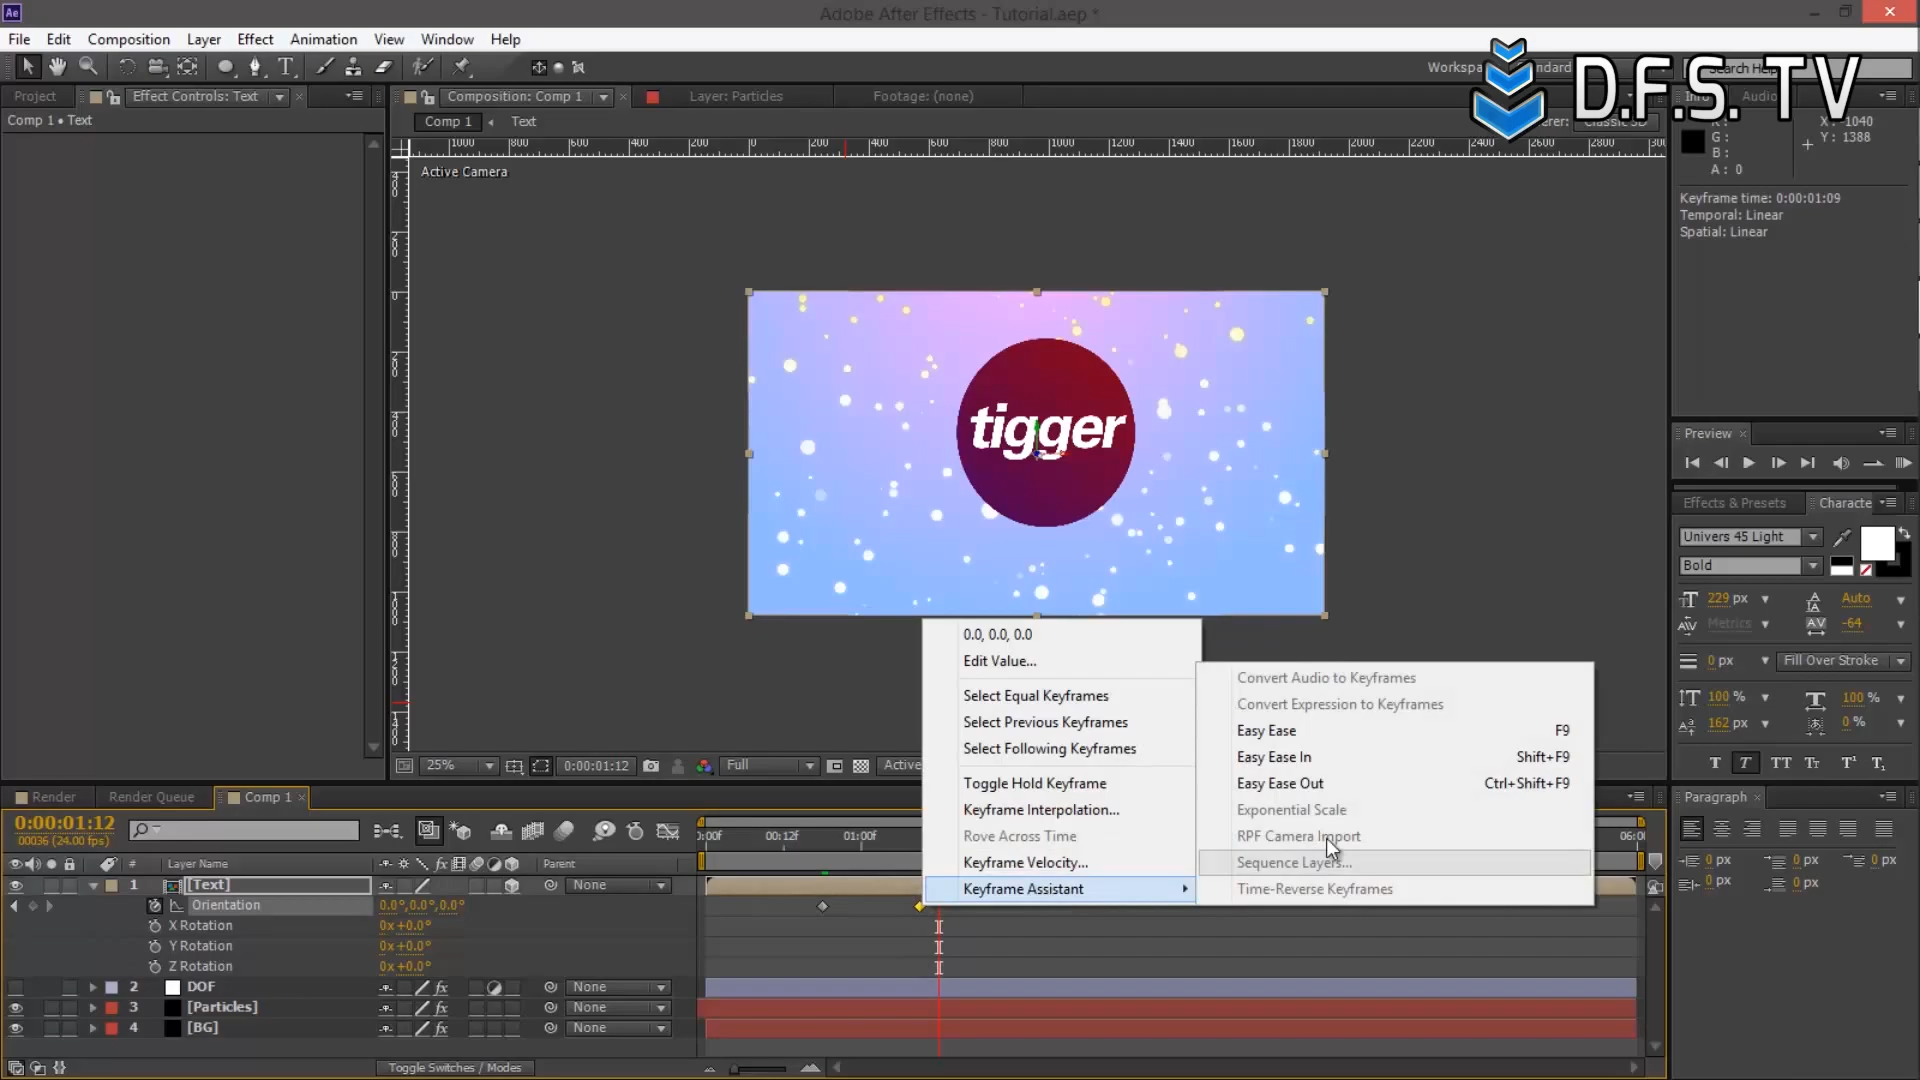 Ae
Adobe After Effects - Tutorial.aep *
File Edit Composition Layer Effect Animation View Window Help
D.F.S. TV
Project
Effect Controls: Text
Composition: Comp 1
Layer: Particles
Footage: (none)
Info
Audio
Comp 1 • Text
Comp 1
Text
Active Camera
G :
B :
A : 0
Y : 1388
Keyframe time: 0:00:01:09
Temporal: Linear
Spatial: Linear
tigger
Preview
Effects & Presets
Characte
Univers 45 Light
Bold
229 px
Auto
Metrics
-64
0 px
Fill Over Stroke
100 %
100 %
162 px
0 %
0.0, 0.0, 0.0
Edit Value...
Select Equal Keyframes
Select Previous Keyframes
Select Following Keyframes
Toggle Hold Keyframe
Keyframe Interpolation...
Rove Across Time
Keyframe Velocity...
Keyframe Assistant
Convert Audio to Keyframes
Convert Expression to Keyframes
Easy Ease F9
Easy Ease In Shift+F9
Easy Ease Out Ctrl+Shift+F9
Exponential Scale
RPF Camera Import
Sequence Layers...
Time-Reverse Keyframes
25%
0:00:01:12
Full
Render
Render Queue
Comp 1
0:00:01:12
00036 (24.00 fps)
00:12f
01:00f
# Layer Name
Parent
1 [Text] None
Orientation 0.0°,0.0°,0.0°
X Rotation 0x+0.0°
Y Rotation 0x+0.0°
Z Rotation 0x+0.0°
2 DOF None
3 [Particles] None
4 [BG] None
Toggle Switches / Modes
Paragraph
0 px 0 px 0 px
0 px 0 px